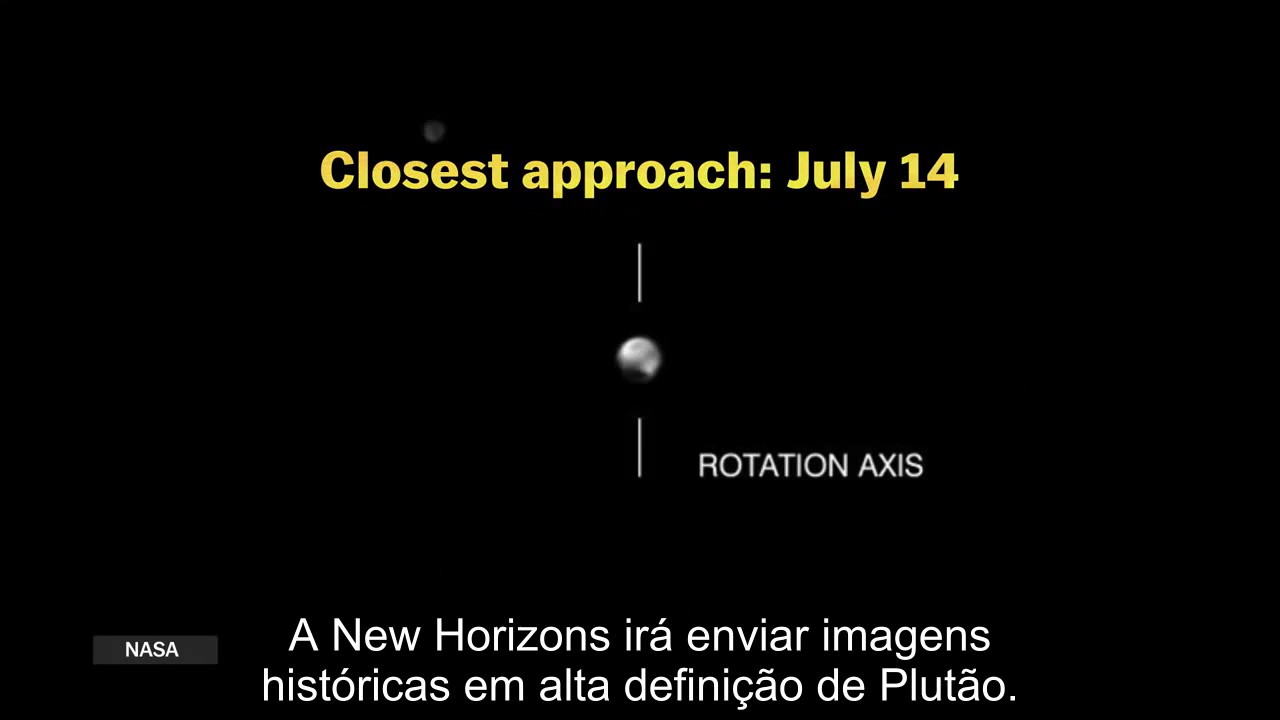 Closest approach: July 14
ROTATION AXIS
NASA
A New Horizons irá enviar imagens
históricas em alta definição de Plutão.